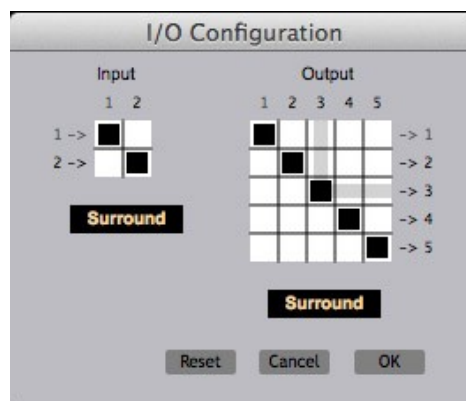 I/O Configuration
Input Output
1 2 1 2 3 4 5
1 -> -> 1
2 -> -> 2
-> 3
Surround -> 4
-> 5
Surround
Reset Cancel OK